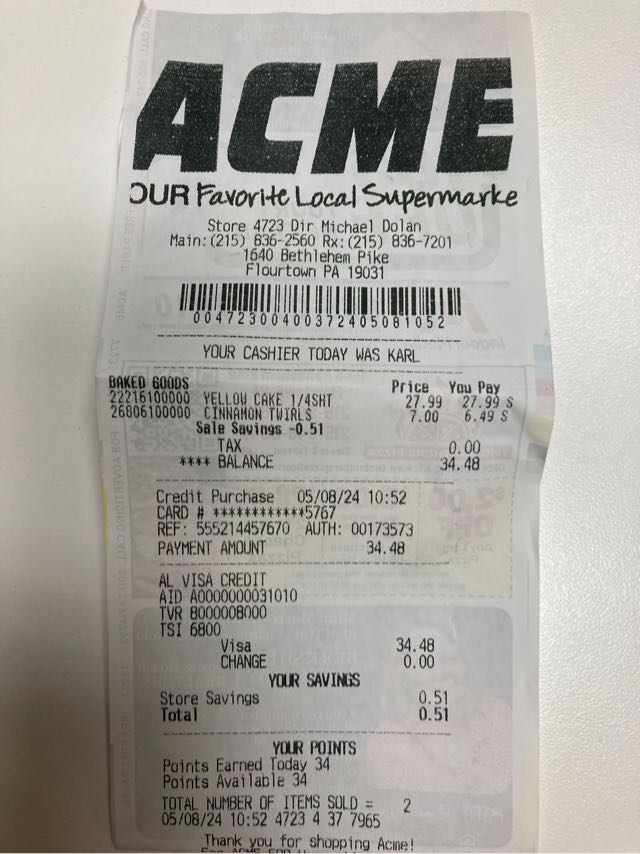 ACME
OUR Favorite Local Supermarke
Store 4723 Dir Michael Dolan
Main:(215) 836-2560 Rx:(215) 836-7201
1640 Bethlehem Pike
Flourtown PA 19031
00472300400372405081052
YOUR CASHIER TODAY WAS KARL
Price You Pay
BAKED GOODS
22216100000 YELLOW CAKE 1/4SHT 27.99 27.99 S
26806100000 CINNAMON TWIRLS 7.00 6.49 S
Sale Savings -0.51
TAX 0.00
**** BALANCE 34.48
Credit Purchase 05/08/24 10:52
CARD # ************5767
REF: 555214457670 AUTH: 00173573
PAYMENT AMOUNT 34.48
AL VISA CREDIT
AID A0000000031010
TVR 8000008000
TSI 6800
Visa 34.48
CHANGE 0.00
YOUR SAVINGS
Store Savings 0.51
Total 0.51
YOUR POINTS
Points Earned Today 34
Points Available 34
TOTAL NUMBER OF ITEMS SOLD = 2
05/08/24 10:52 4723 4 37 7965
Thank you for shopping Acme!